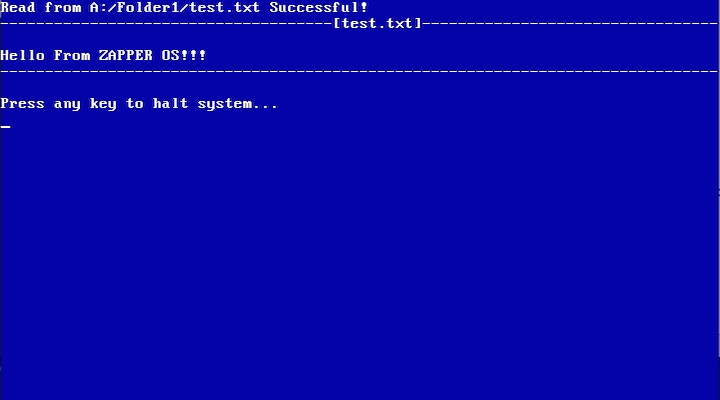 Read from A:/Folder1/test.txt Successful!
-------------------------------------[test.txt]---------------------------------
Hello From ZAPPER OS!!!
--------------------------------------------------------------------------------
Press any key to halt system...
_